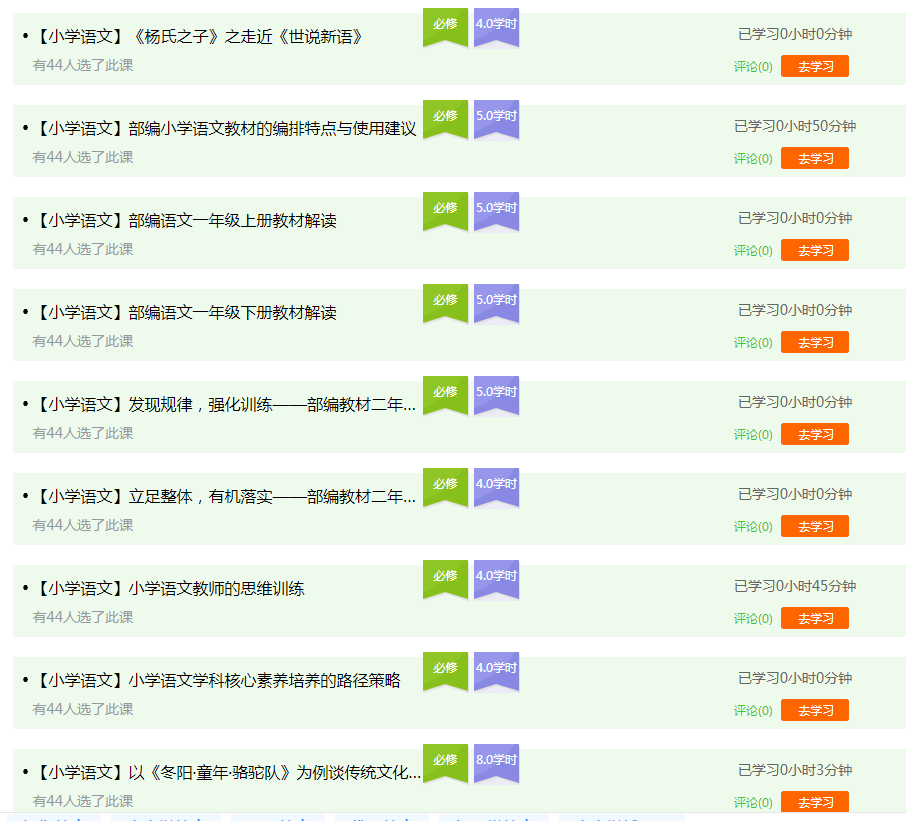 • 【小学语文】《杨氏之子》之走近《世说新语》 必修 4.0学时 已学习0小时0分钟
有44人选了此课 评论(0) 去学习
• 【小学语文】部编小学语文教材的编排特点与使用建议 必修 5.0学时 已学习0小时50分钟
有44人选了此课 评论(0) 去学习
• 【小学语文】部编语文一年级上册教材解读 必修 5.0学时 已学习0小时0分钟
有44人选了此课 评论(0) 去学习
• 【小学语文】部编语文一年级下册教材解读 必修 5.0学时 已学习0小时0分钟
有44人选了此课 评论(0) 去学习
• 【小学语文】发现规律，强化训练——部编教材二年... 必修 5.0学时 已学习0小时0分钟
有44人选了此课 评论(0) 去学习
• 【小学语文】立足整体，有机落实——部编教材二年... 必修 4.0学时 已学习0小时0分钟
有44人选了此课 评论(0) 去学习
• 【小学语文】小学语文教师的思维训练 必修 4.0学时 已学习0小时45分钟
有44人选了此课 评论(0) 去学习
• 【小学语文】小学语文学科核心素养培养的路径策略 必修 4.0学时 已学习0小时0分钟
有44人选了此课 评论(0) 去学习
• 【小学语文】以《冬阳·童年·骆驼队》为例谈传统文化... 必修 8.0学时 已学习0小时3分钟
有44人选了此课 评论(0) 去学习